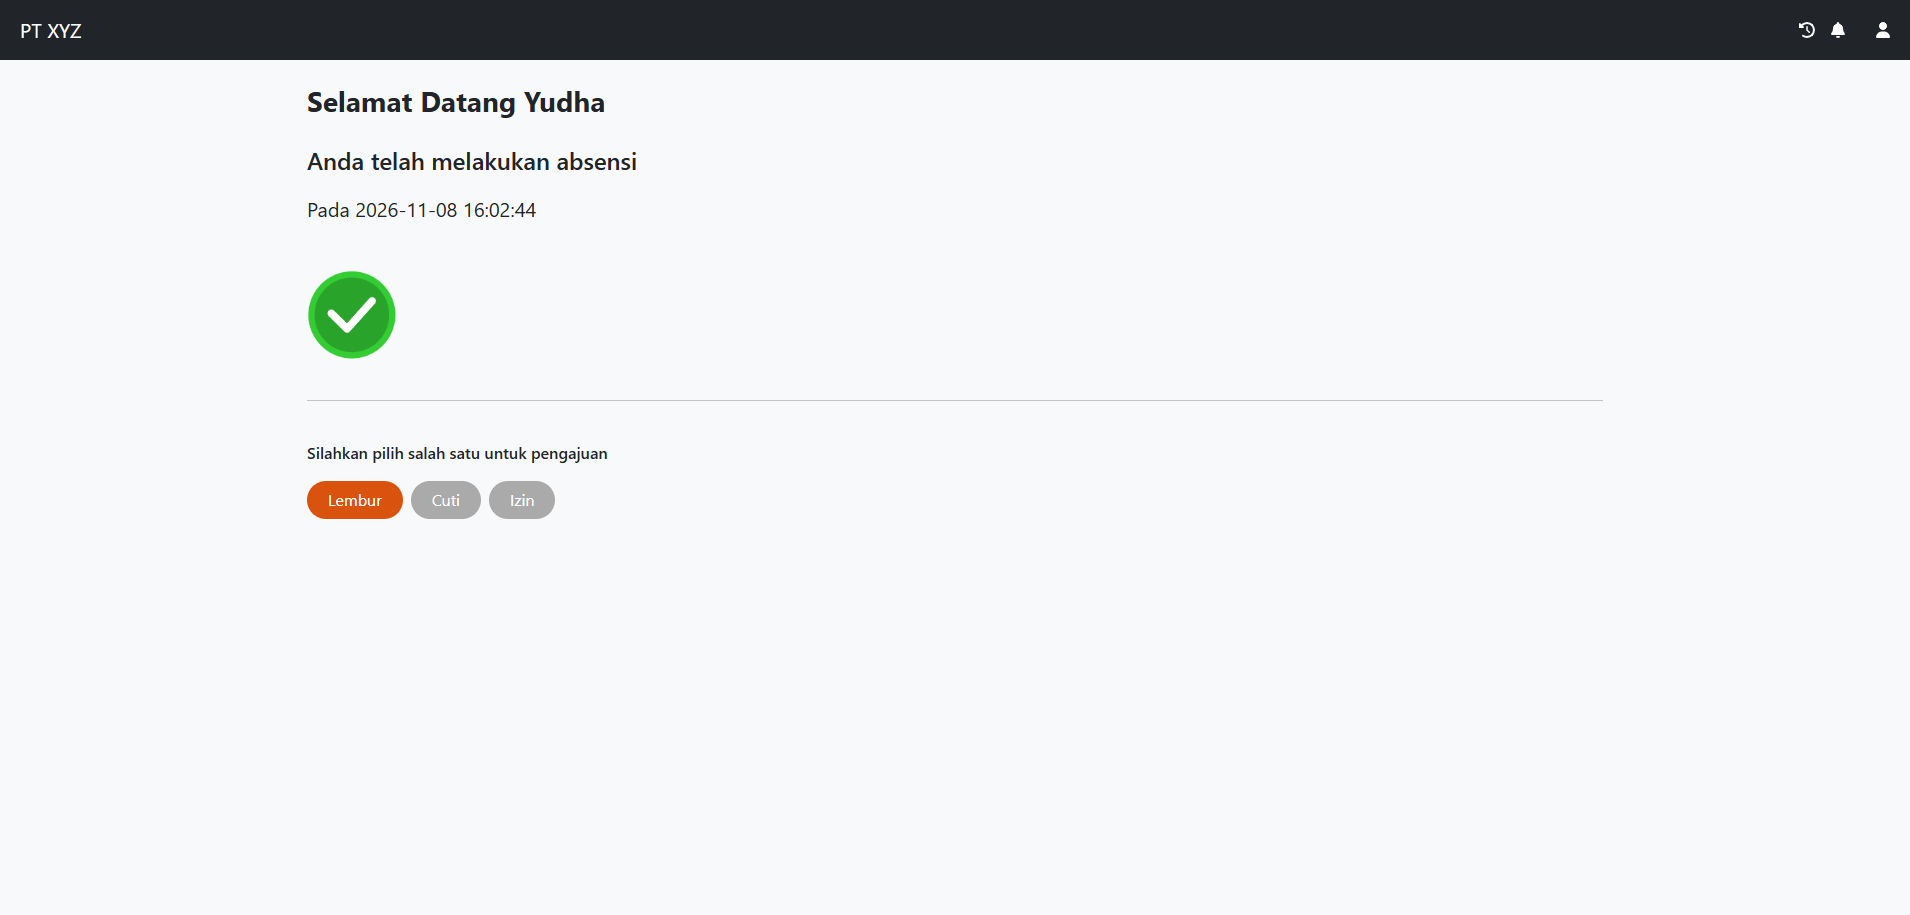 PT XYZ
Selamat Datang Yudha
Anda telah melakukan absensi
Pada 2026-11-08 16:02:44
Silahkan pilih salah satu untuk pengajuan
Lembur Cuti Izin